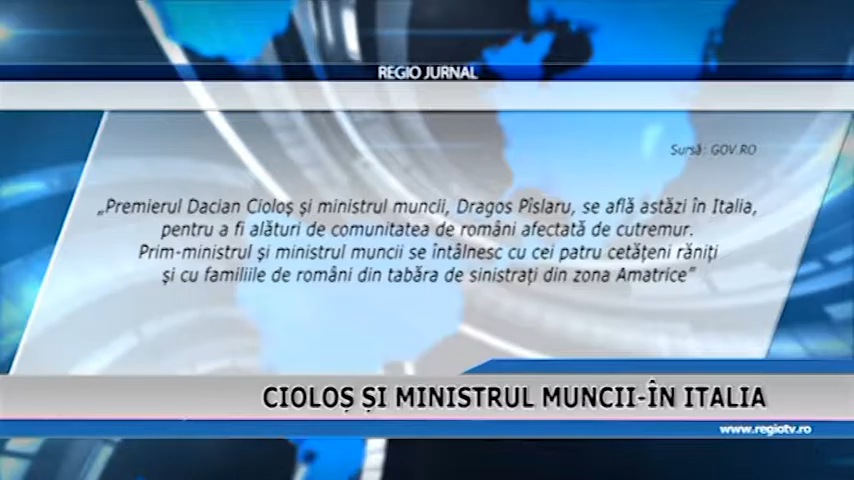 REGIO JURNAL
Sursă: GOV.RO
„Premierul Dacian Cioloș și ministrul muncii, Dragos Pîslaru, se află astăzi în Italia,
pentru a fi alături de comunitatea de români afectată de cutremur.
Prim-ministrul și ministrul muncii se întâlnesc cu cei patru cetățeni răniți
și cu familiile de români din tabăra de sinistrați din zona Amatrice”
CIOLOȘ ȘI MINISTRUL MUNCII-ÎN ITALIA
www.regiotv.ro